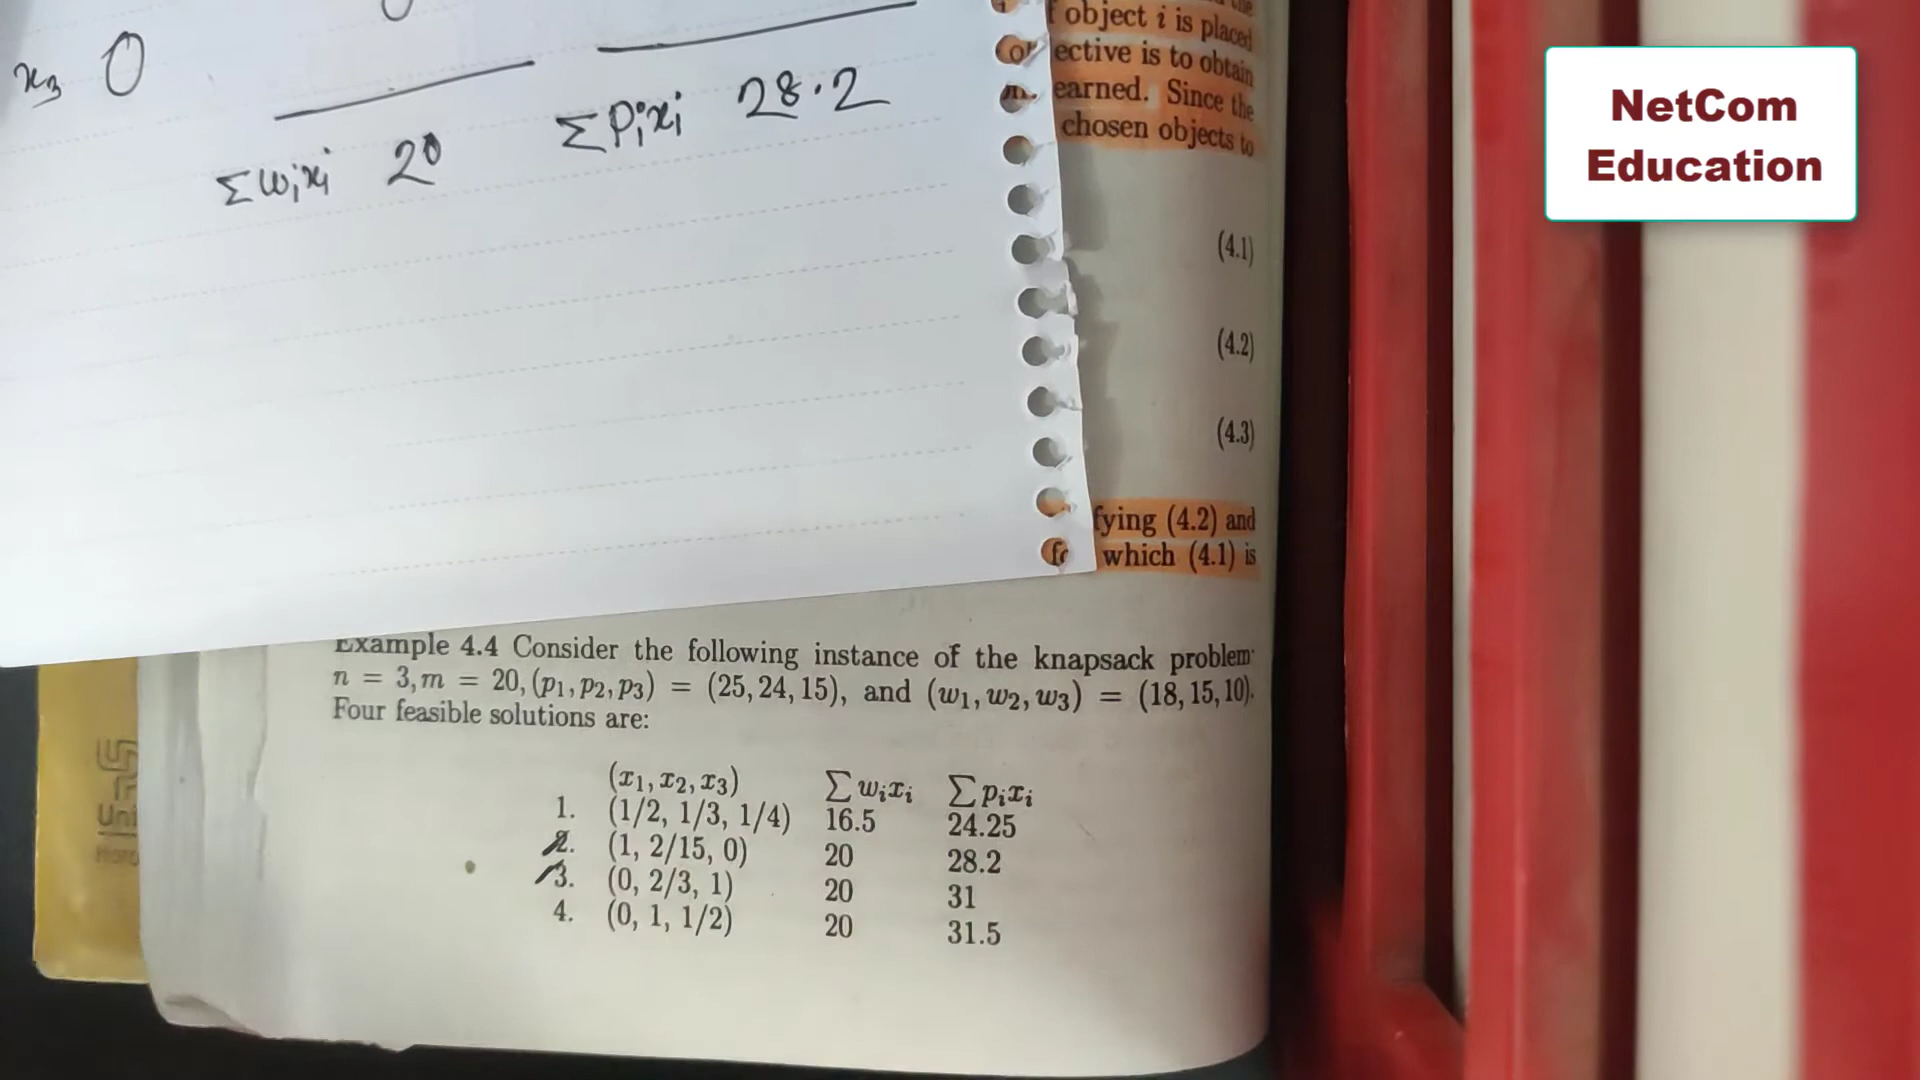 x3 0
Σwixi 20
Σpixi 28.2
object i is placed
ective is to obtain
earned. Since the
chosen objects to
(4.1)
(4.2)
(4.3)
fying (4.2) and
which (4.1) is
Example 4.4 Consider the following instance of the knapsack problem:
n = 3, m = 20, (p1, p2, p3) = (25, 24, 15), and (w1, w2, w3) = (18, 15, 10).
Four feasible solutions are:
(x1, x2, x3) Σwixi Σpixi
1. (1/2, 1/3, 1/4) 16.5 24.25
2. (1, 2/15, 0) 20 28.2
3. (0, 2/3, 1) 20 31
4. (0, 1, 1/2) 20 31.5
Uni
NetCom
Education